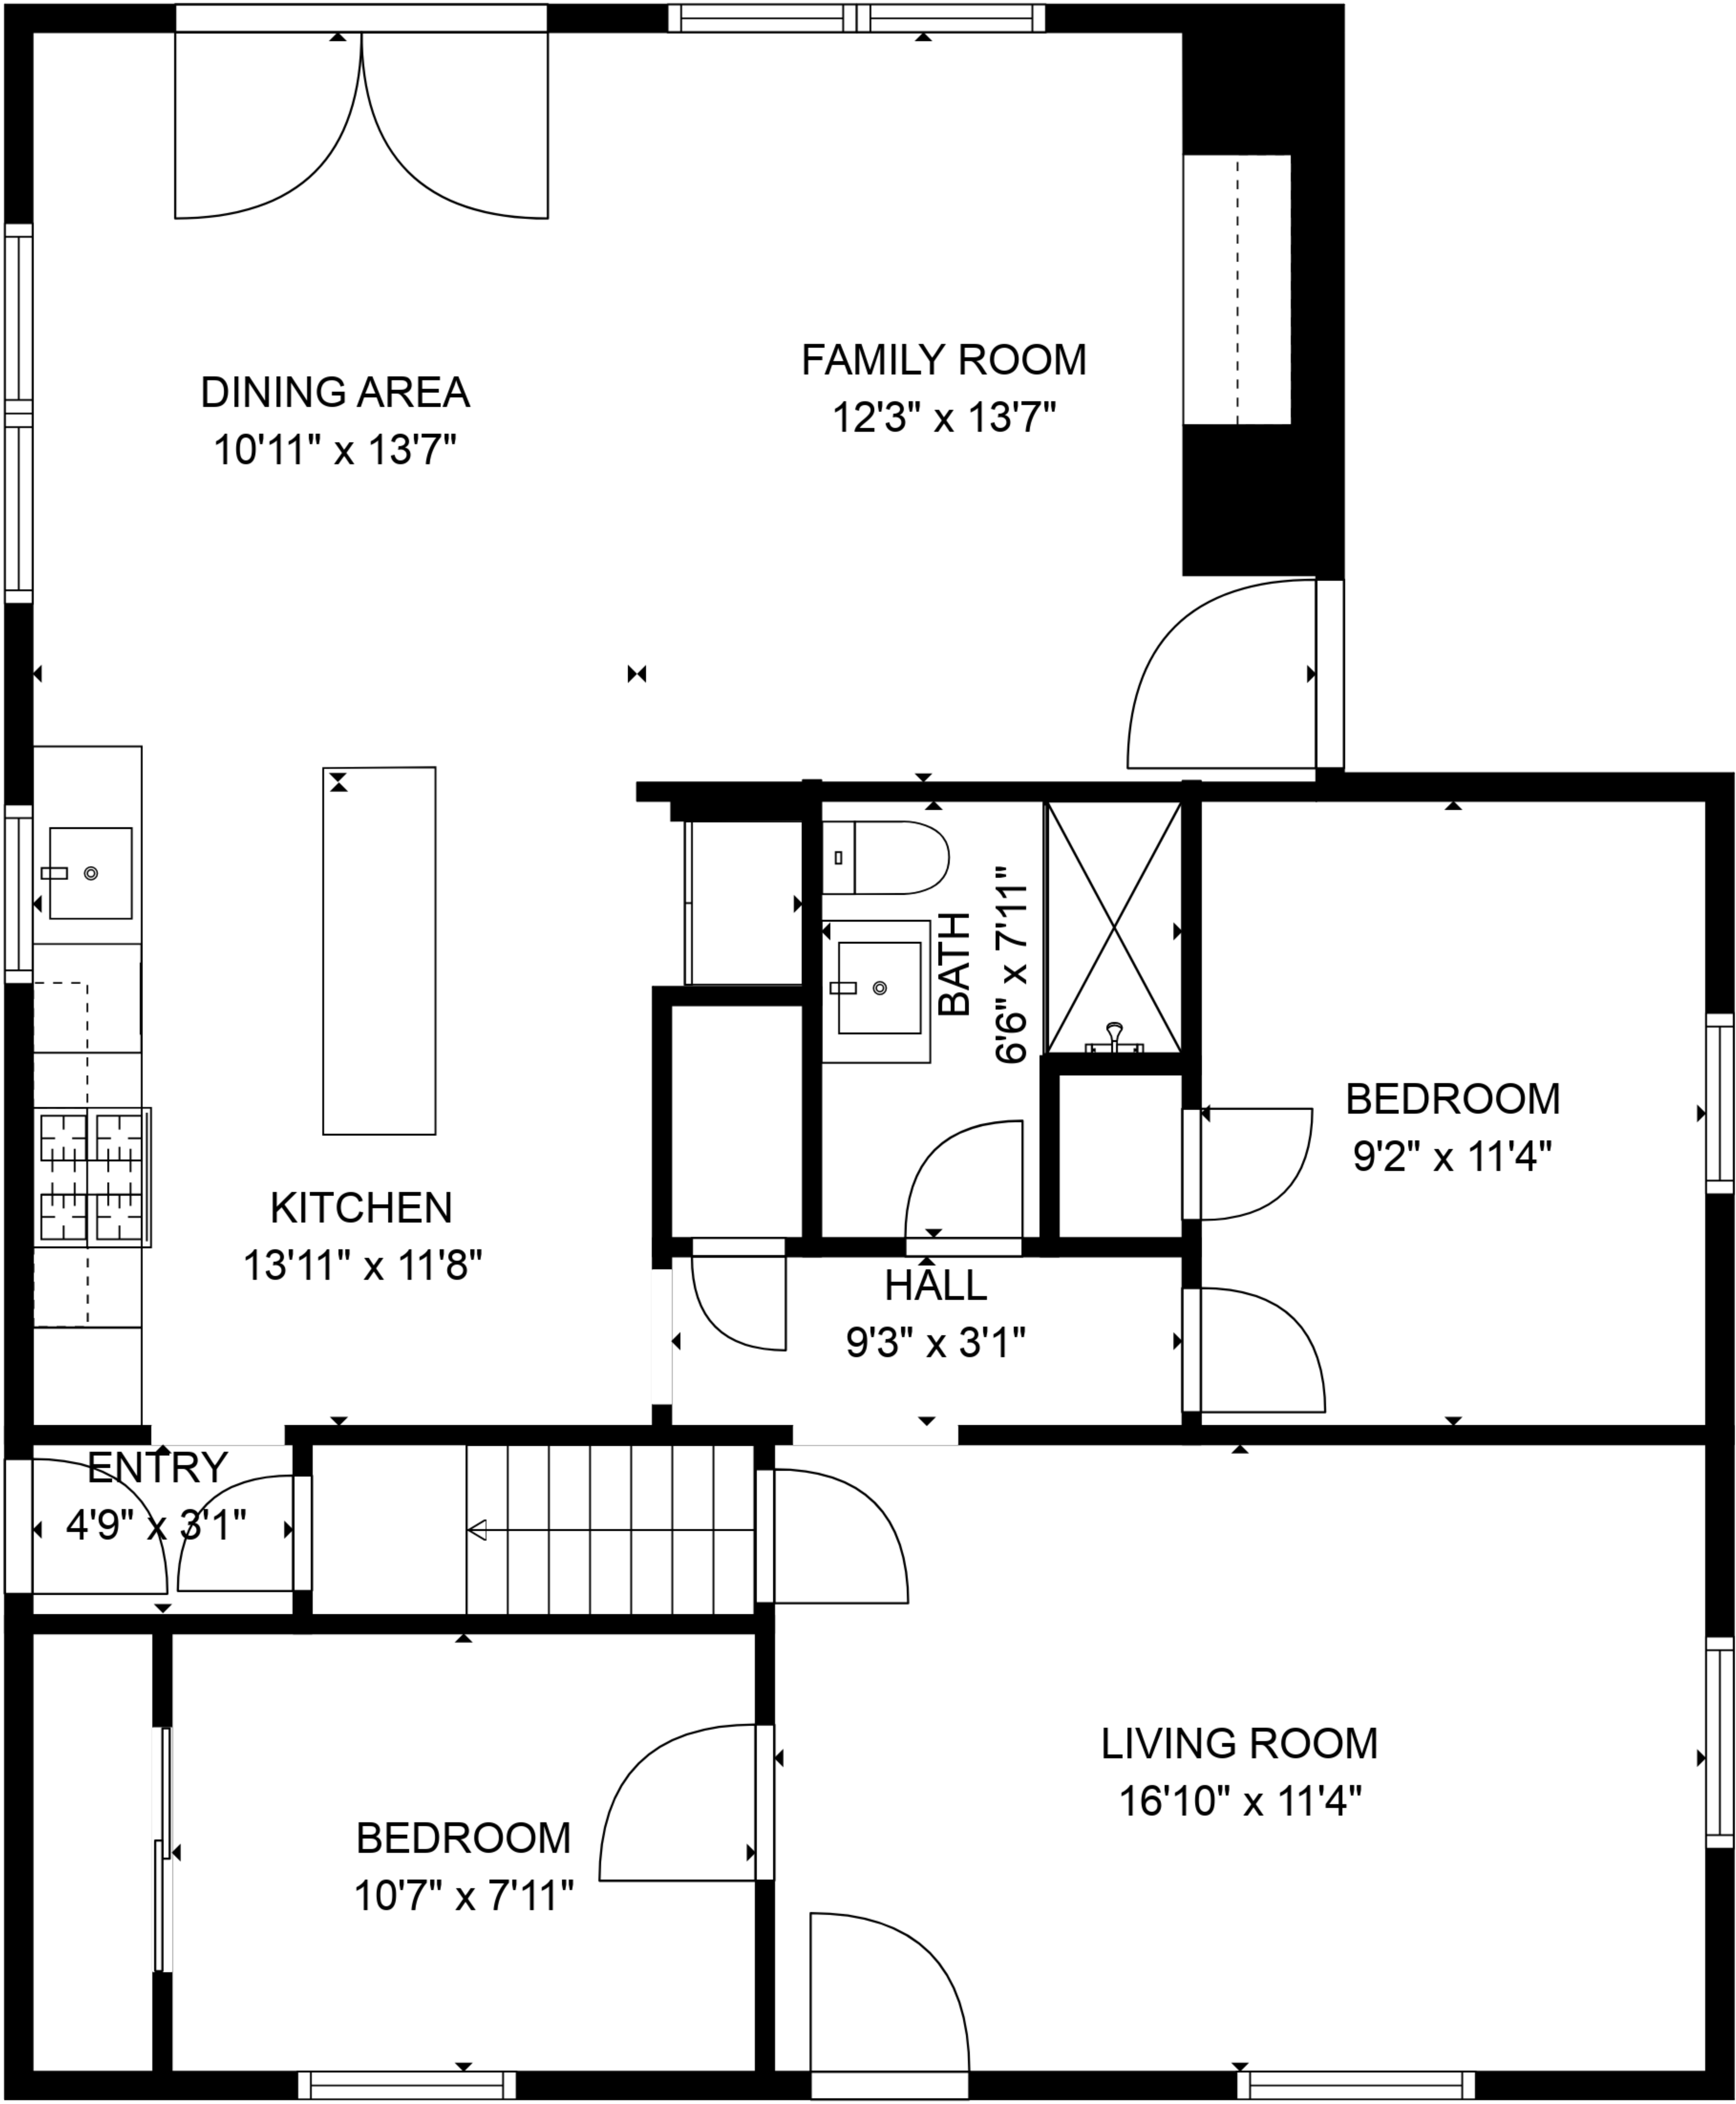 FAMILY ROOM
12'3" x 13'7"
DINING AREA
10'11" x 13'7"
BATH
6'6" x 7'11"
BEDROOM
9'2" x 11'4"
KITCHEN
13'11" x 11'8"
HALL
9'3" x 3'1"
ENTRY
4'9" x 3'1"
LIVING ROOM
16'10" x 11'4"
BEDROOM
10'7" x 7'11"